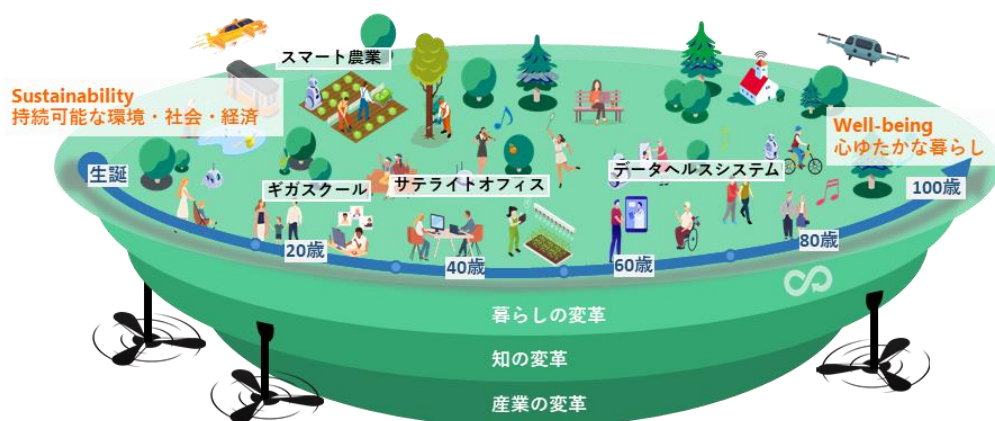 スマート農業
Sustainability
持続可能な環境・社会・経済
Well-being
心ゆたかな暮らし
生誕
ギガスクール
サテライトオフィス
データヘルスシステム
100歳
20歳
40歳
60歳
80歳
暮らしの変革
知の変革
産業の変革